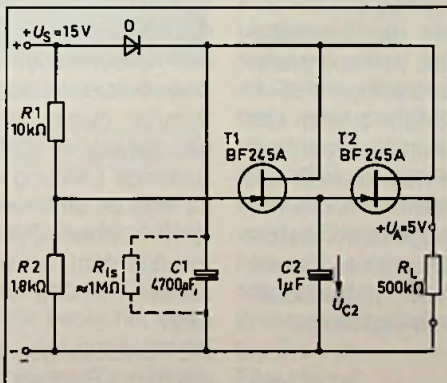 + +U_S=15V D
R1
10kΩ
T1
BF245A
T2
BF245A
+U_A=5V
R2
1,8kΩ
R_is
≈1MΩ
C1
4700µF
C2
1µF
U_C2
R_L
500kΩ
-